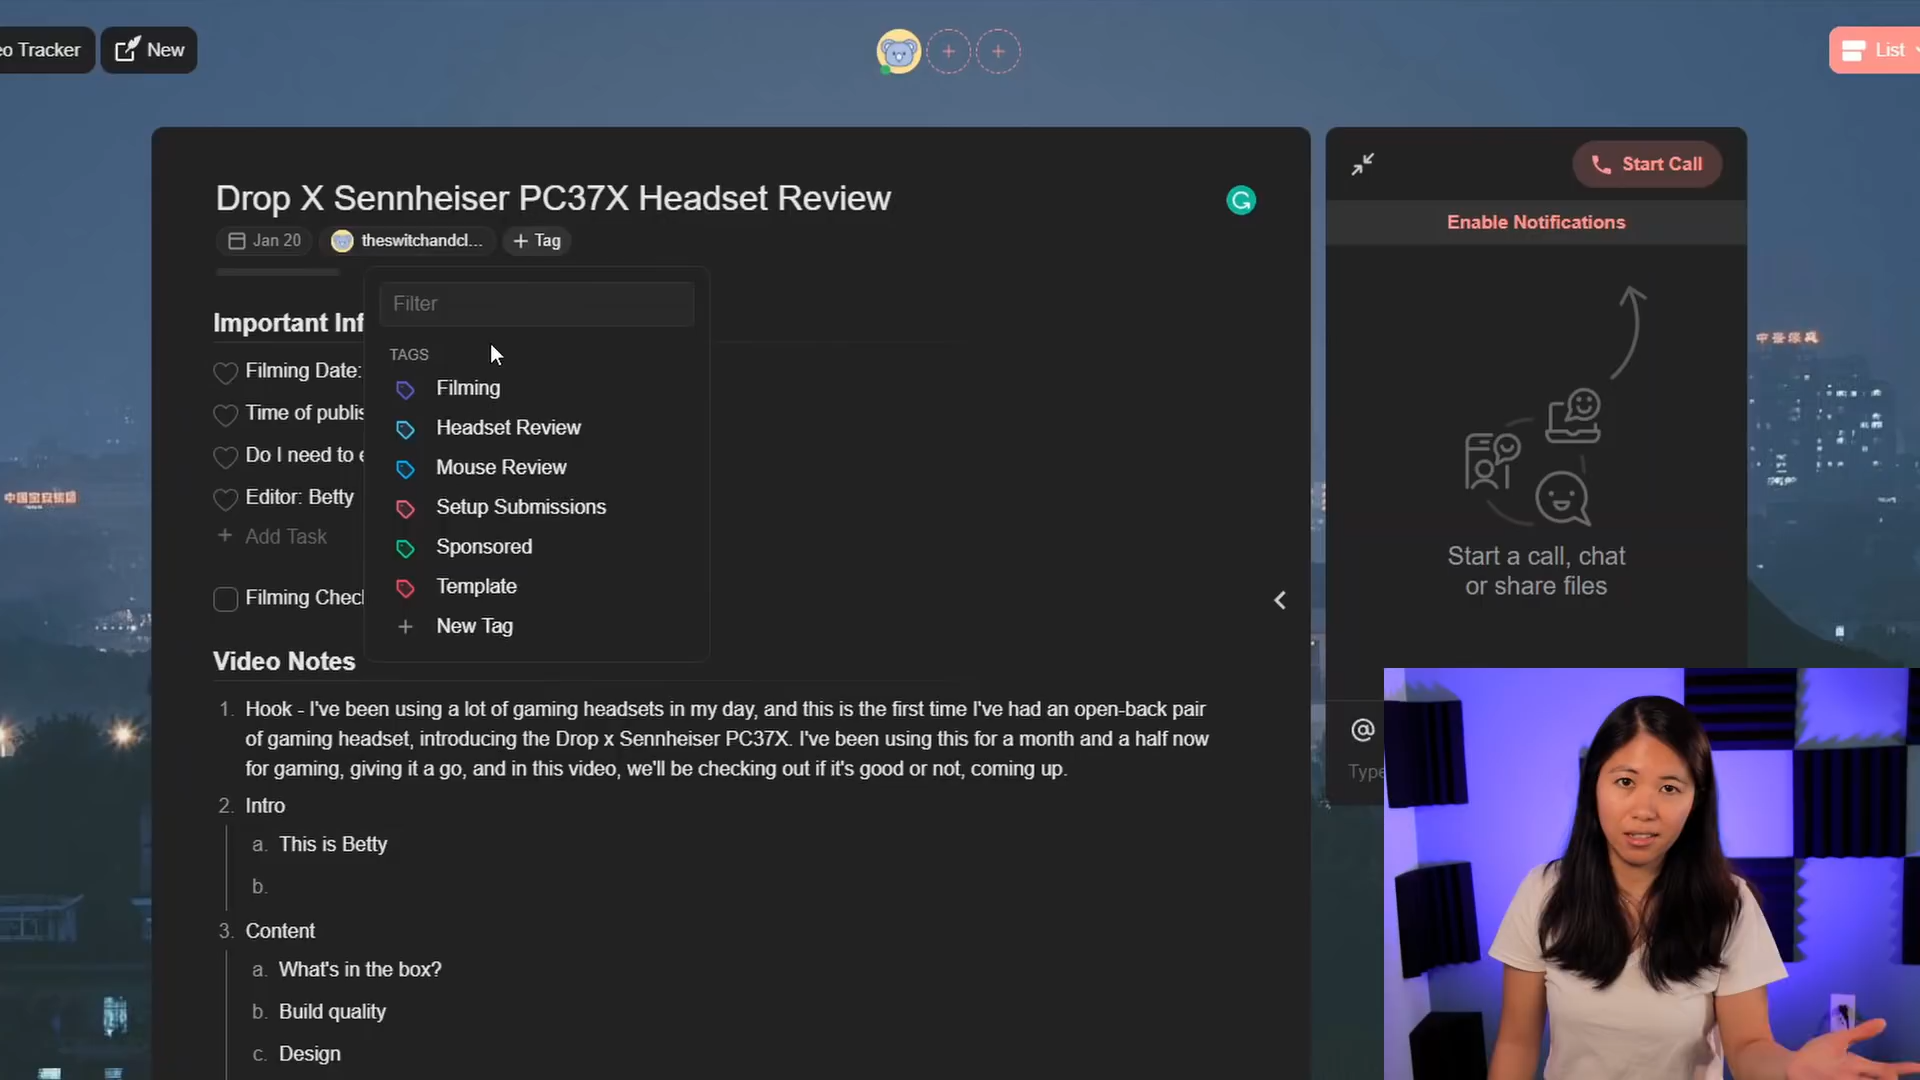 eo Tracker
New
List
Drop X Sennheiser PC37X Headset Review
Jan 20
theswitchandcl...
+ Tag
Start Call
Enable Notifications
Filter
Important Inf
TAGS
Filming Date:
Filming
Time of publis
Headset Review
Do I need to e
Mouse Review
Editor: Betty
Setup Submissions
+ Add Task
Sponsored
Template
Filming Chec
+ New Tag
Start a call, chat
or share files
Video Notes
1. Hook - I've been using a lot of gaming headsets in my day, and this is the first time I've had an open-back pair
of gaming headset, introducing the Drop x Sennheiser PC37X. I've been using this for a month and a half now
for gaming, giving it a go, and in this video, we'll be checking out if it's good or not, coming up.
@
Type
2. Intro
a. This is Betty
b.
3. Content
a. What's in the box?
b. Build quality
c. Design